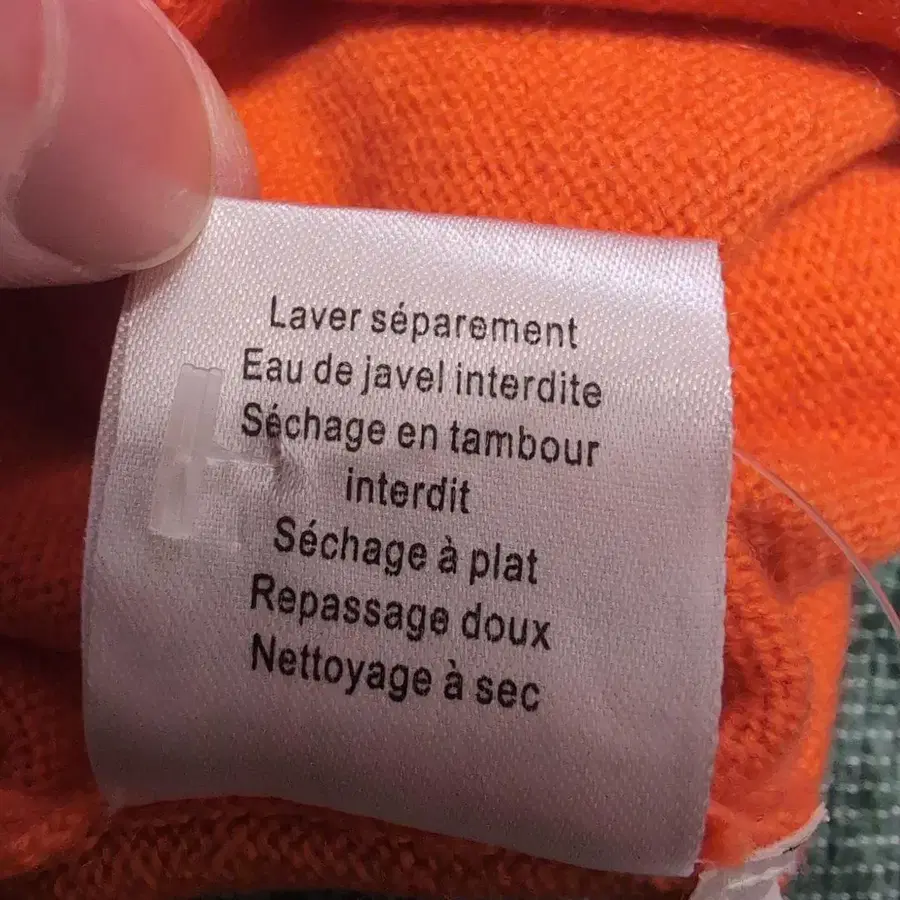 Laver séparement
Eau de javel interdite
Séchage en tambour
interdit
Séchage à plat
Repassage doux
Nettoyage à sec